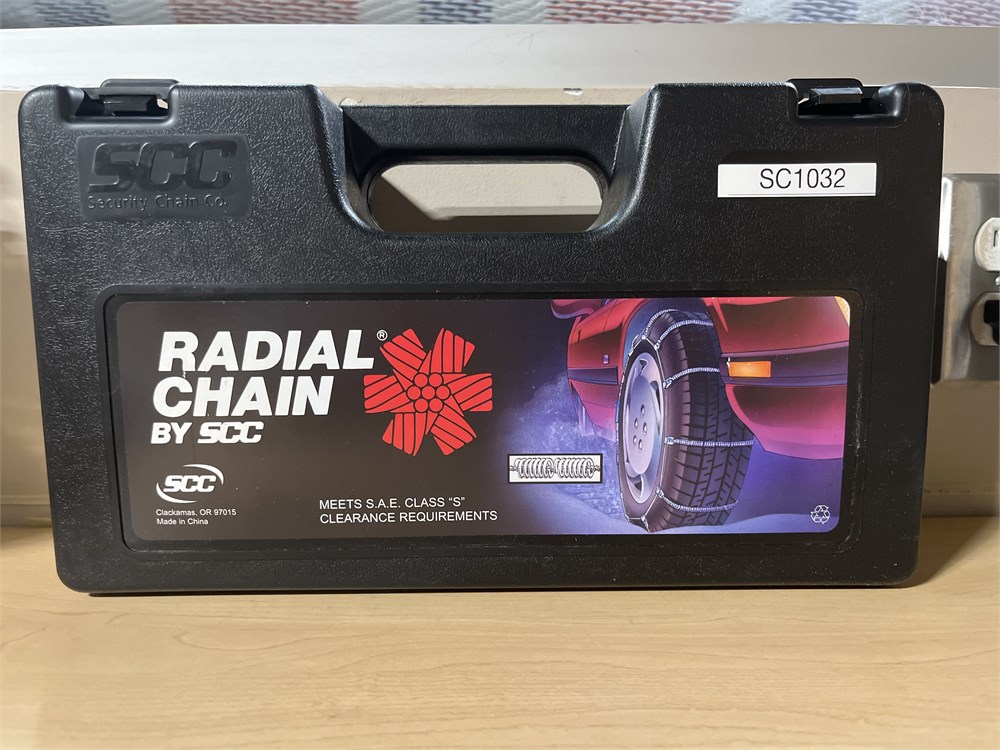 SCC
Security Chain Co.
SC1032
RADIAL®
CHAIN
BY SCC
SCC
Clackamas, OR 97015
Made in China
MEETS S.A.E. CLASS “S”
CLEARANCE REQUIREMENTS